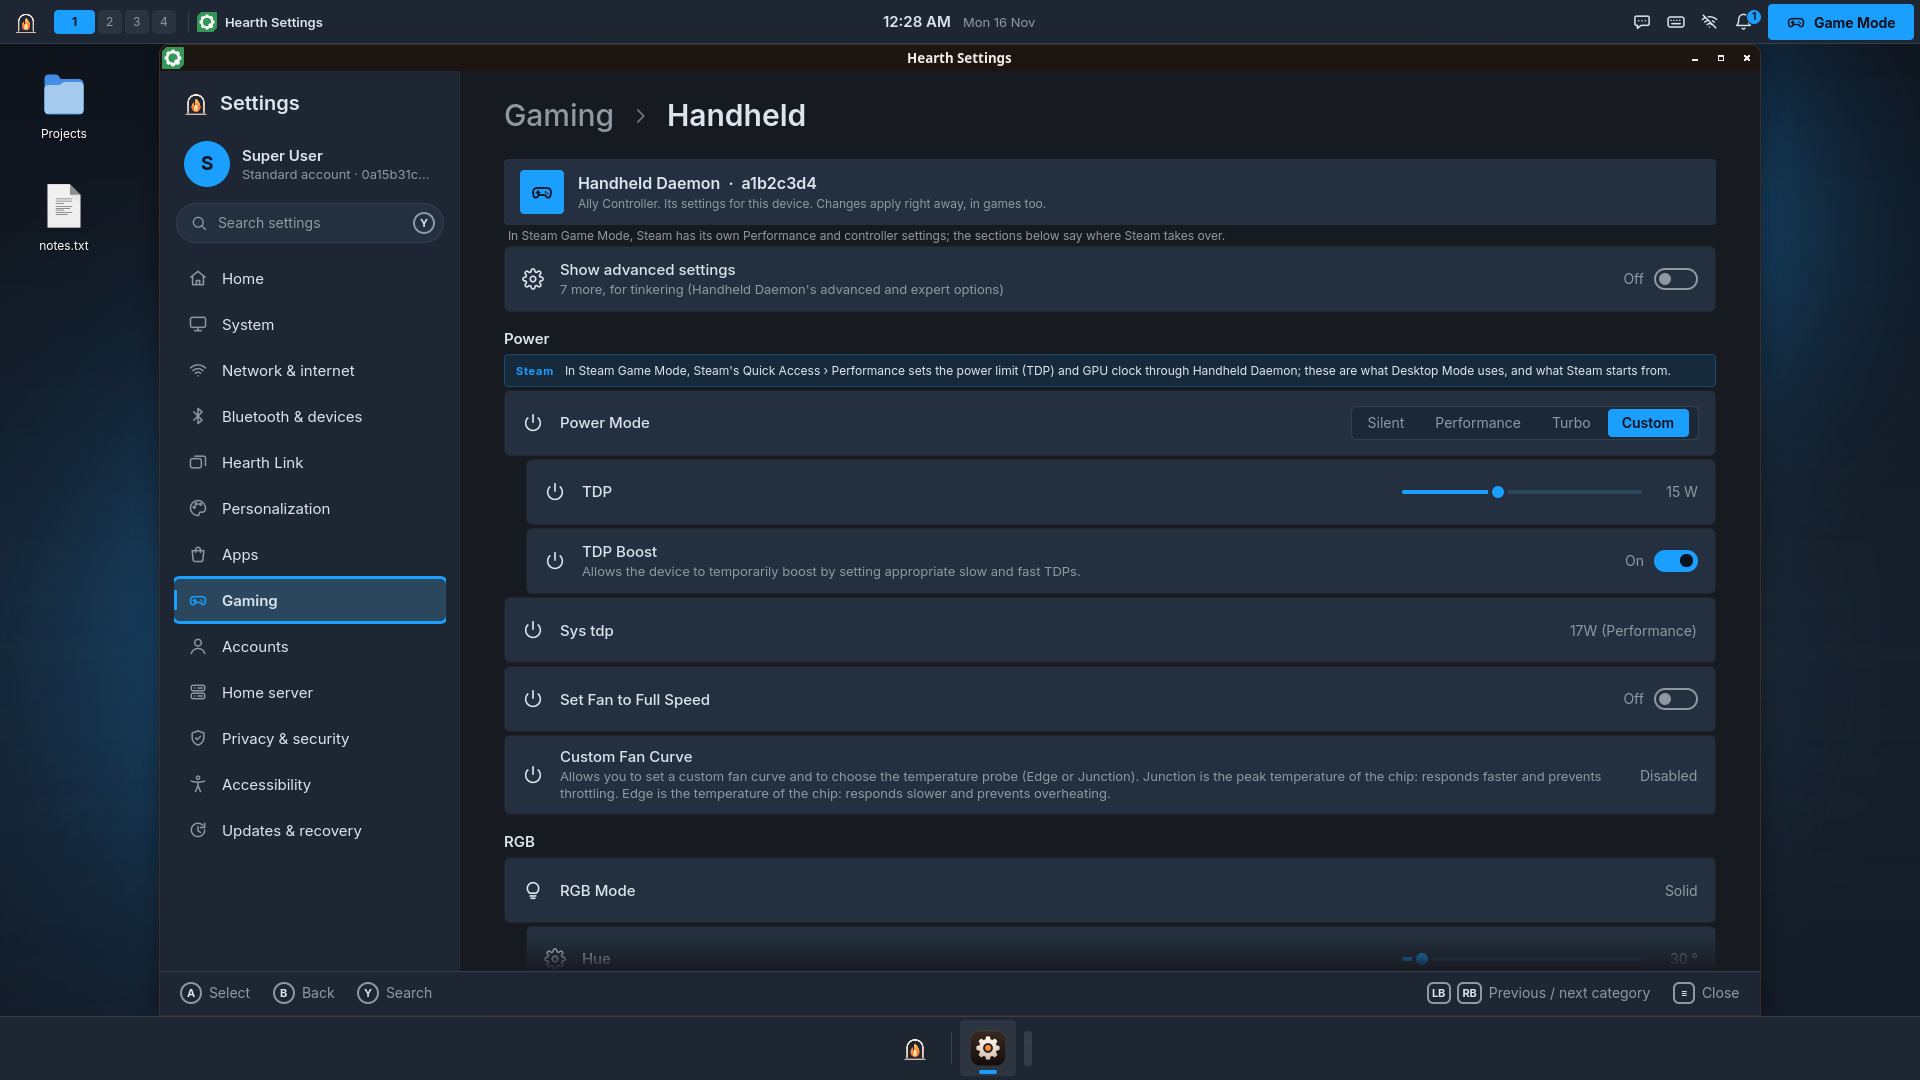 1 2 3 4 Hearth Settings 12:28 AM Mon 16 Nov 1 Game Mode
Hearth Settings
Projects
notes.txt
Settings
S
Super User
Standard account · 0a15b31c...
Search settings Y
Home
System
Network & internet
Bluetooth & devices
Hearth Link
Personalization
Apps
Gaming
Accounts
Home server
Privacy & security
Accessibility
Updates & recovery
Gaming > Handheld
Handheld Daemon · a1b2c3d4
Ally Controller. Its settings for this device. Changes apply right away, in games too.
In Steam Game Mode, Steam has its own Performance and controller settings; the sections below say where Steam takes over.
Show advanced settings
7 more, for tinkering (Handheld Daemon's advanced and expert options)
Off
Power
Steam In Steam Game Mode, Steam's Quick Access › Performance sets the power limit (TDP) and GPU clock through Handheld Daemon; these are what Desktop Mode uses, and what Steam starts from.
Power Mode Silent Performance Turbo Custom
TDP 15 W
TDP Boost
Allows the device to temporarily boost by setting appropriate slow and fast TDPs.
On
Sys tdp 17W (Performance)
Set Fan to Full Speed Off
Custom Fan Curve
Allows you to set a custom fan curve and to choose the temperature probe (Edge or Junction). Junction is the peak temperature of the chip: responds faster and prevents
throttling. Edge is the temperature of the chip: responds slower and prevents overheating.
Disabled
RGB
RGB Mode Solid
Hue 30 °
A Select B Back Y Search LB RB Previous / next category ≡ Close